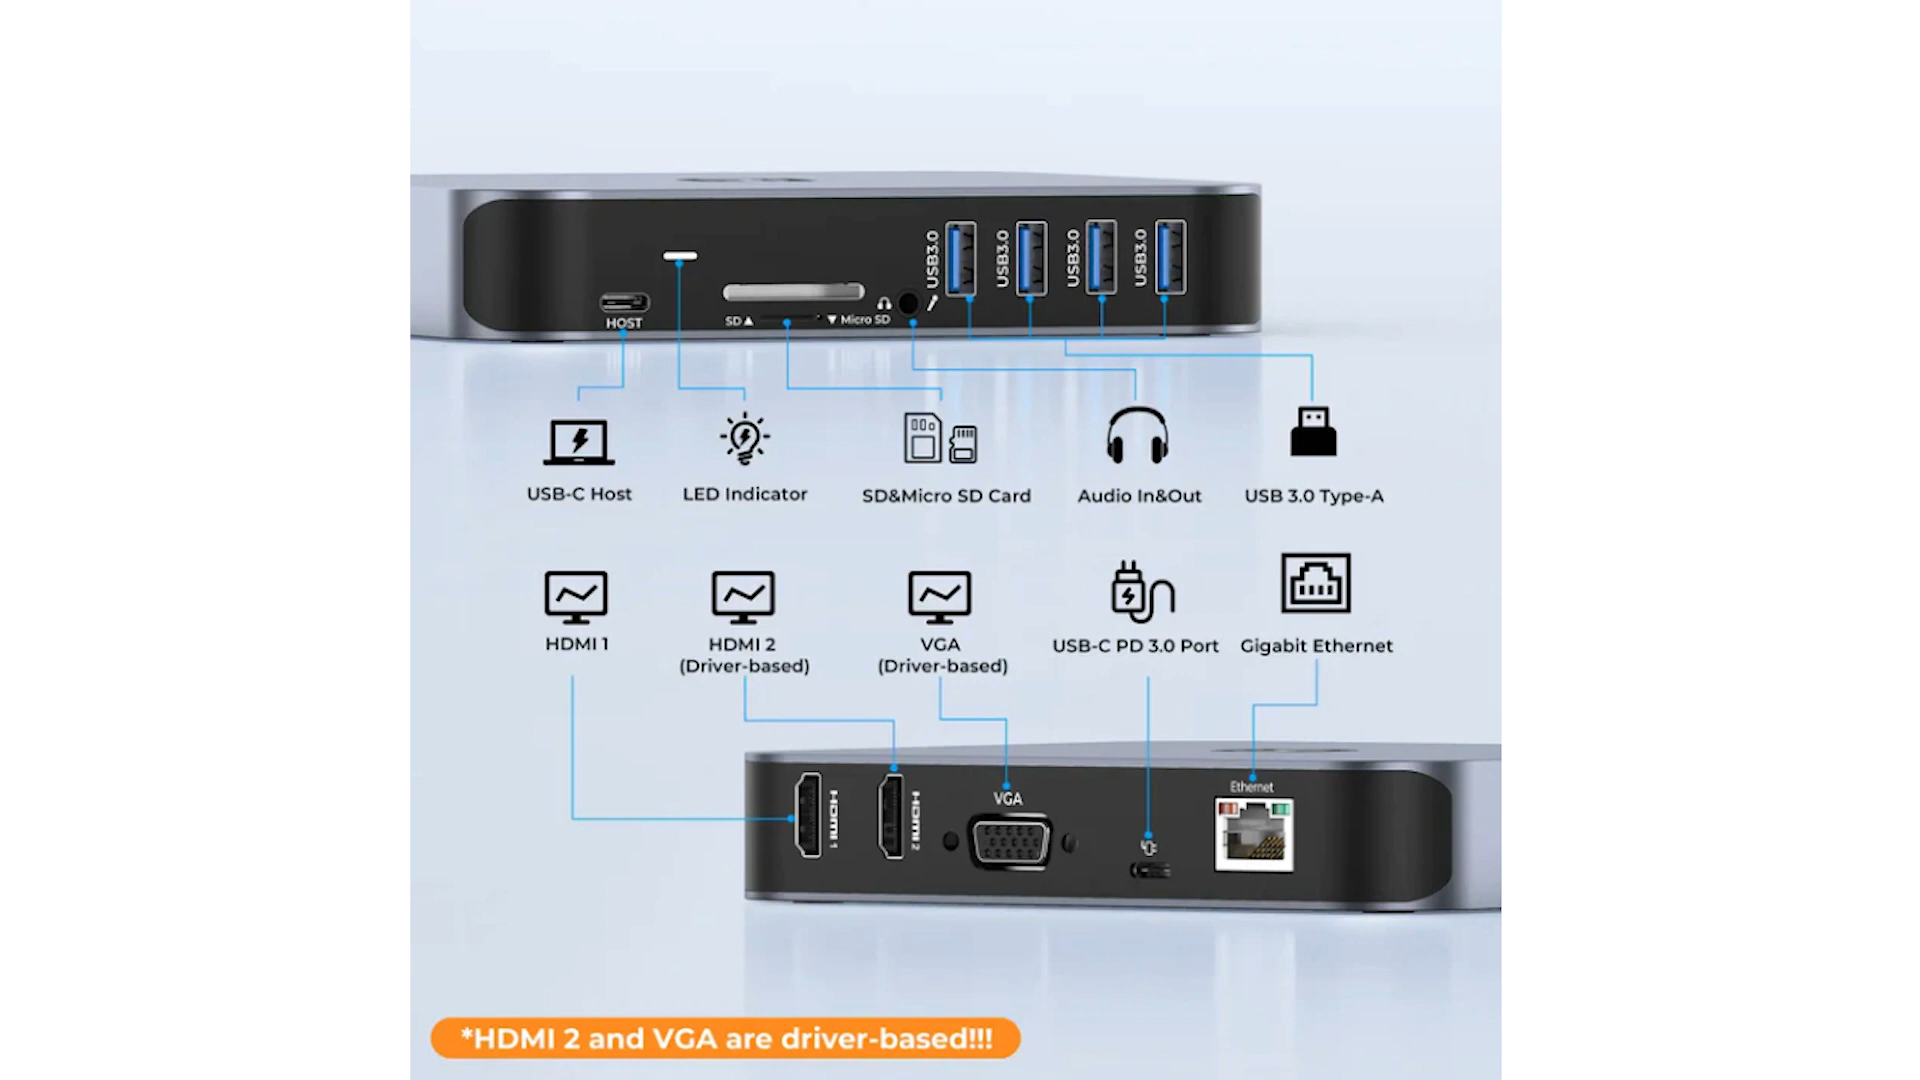 USB3.0
USB3.0
USB3.0
USB3.0
HOST
SD▲ ▼ Micro SD
USB-C Host
LED Indicator
SD&Micro SD Card
Audio In&Out
USB 3.0 Type-A
HDMI 1
HDMI 2
(Driver-based)
VGA
(Driver-based)
USB-C PD 3.0 Port
Gigabit Ethernet
HDMI 1
HDMI 2
VGA
Ethernet
*HDMI 2 and VGA are driver-based!!!